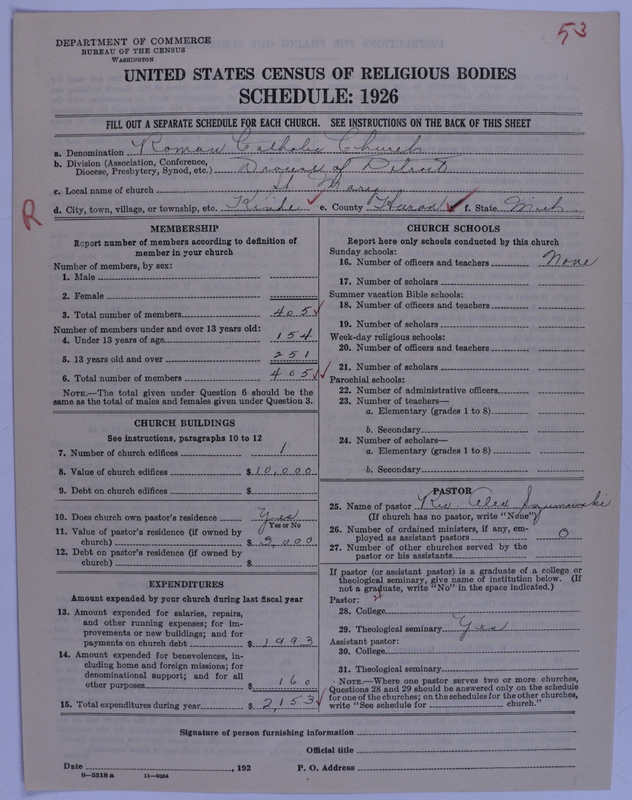 53
DEPARTMENT OF COMMERCE
BUREAU OF THE CENSUS
WASHINGTON
UNITED STATES CENSUS OF RELIGIOUS BODIES
SCHEDULE: 1926
FILL OUT A SEPARATE SCHEDULE FOR EACH CHURCH. SEE INSTRUCTIONS ON THE BACK OF THIS SHEET
a. Denomination Roman Catholic Church
b. Division (Association, Conference,
Diocese, Presbytery, Synod, etc.) Diocese of Detroit
c. Local name of church St Marys
d. City, town, village, or township, etc. Kinde e. County Huron f. State Mich
R
MEMBERSHIP
Report number of members according to definition of
member in your church
Number of members, by sex:
1. Male
2. Female
3. Total number of members 405
Number of members under and over 13 years old:
4. Under 13 years of age 154
5. 13 years old and over 251
6. Total number of members 405
NOTE.—The total given under Question 6 should be the
same as the total of males and females given under Question 3.
CHURCH BUILDINGS
See instructions, paragraphs 10 to 12
7. Number of church edifices 1
8. Value of church edifices $10,000
9. Debt on church edifices $
10. Does church own pastor's residence Yes
Yes or No
11. Value of pastor's residence (if owned by
church) $9,000
12. Debt on pastor's residence (if owned by
church) $
EXPENDITURES
Amount expended by your church during last fiscal year
13. Amount expended for salaries, repairs,
and other running expenses; for im-
provements or new buildings; and for
payments on church debt $1993
14. Amount expended for benevolences, in-
cluding home and foreign missions; for
denominational support; and for all
other purposes $160
15. Total expenditures during year $2,153
CHURCH SCHOOLS
Report here only schools conducted by this church
Sunday schools:
16. Number of officers and teachers None
17. Number of scholars
Summer vacation Bible schools:
18. Number of officers and teachers
19. Number of scholars
Week-day religious schools:
20. Number of officers and teachers
21. Number of scholars
Parochial schools:
22. Number of administrative officers
23. Number of teachers—
a. Elementary (grades 1 to 8)
b. Secondary
24. Number of scholars—
a. Elementary (grades 1 to 8)
b. Secondary
PASTOR
25. Name of pastor Rev Alex
(If church has no pastor, write "None")
26. Number of ordained ministers, if any, em-
ployed as assistant pastors 0
27. Number of other churches served by the
pastor or his assistants
If pastor (or assistant pastor) is a graduate of a college or
theological seminary, give name of institution below. (If
not a graduate, write "No" in the space indicated.)
Pastor:
28. College
29. Theological seminary Yes
Assistant pastor:
30. College
31. Theological seminary
NOTE.—Where one pastor serves two or more churches,
Questions 28 and 29 should be answered only on the schedule
for one of the churches; on the schedules for the other churches,
write "See schedule for church."
Signature of person furnishing information
Official title
Date , 192 P. O. Address
6—5518a 11—9054